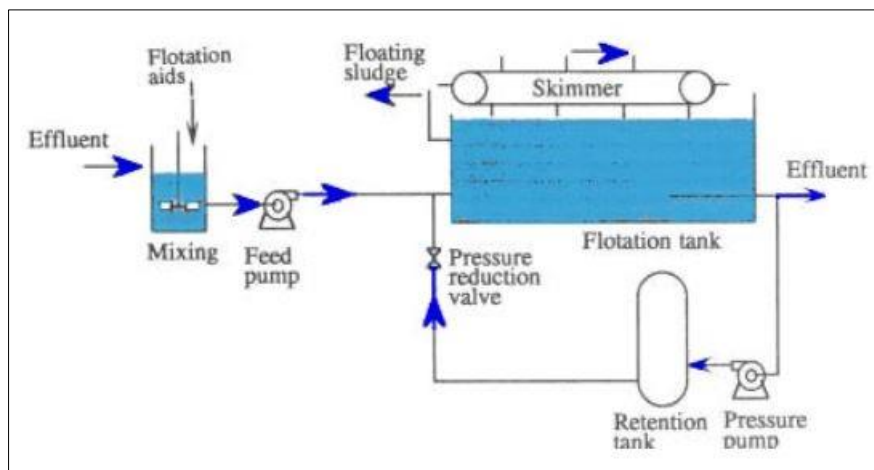 Flotation
aids
Effluent
Mixing
Feed
pump
Floating
sludge
Skimmer
Flotation tank
Effluent
Pressure
reduction
valve
Retention
tank
Pressure
pump